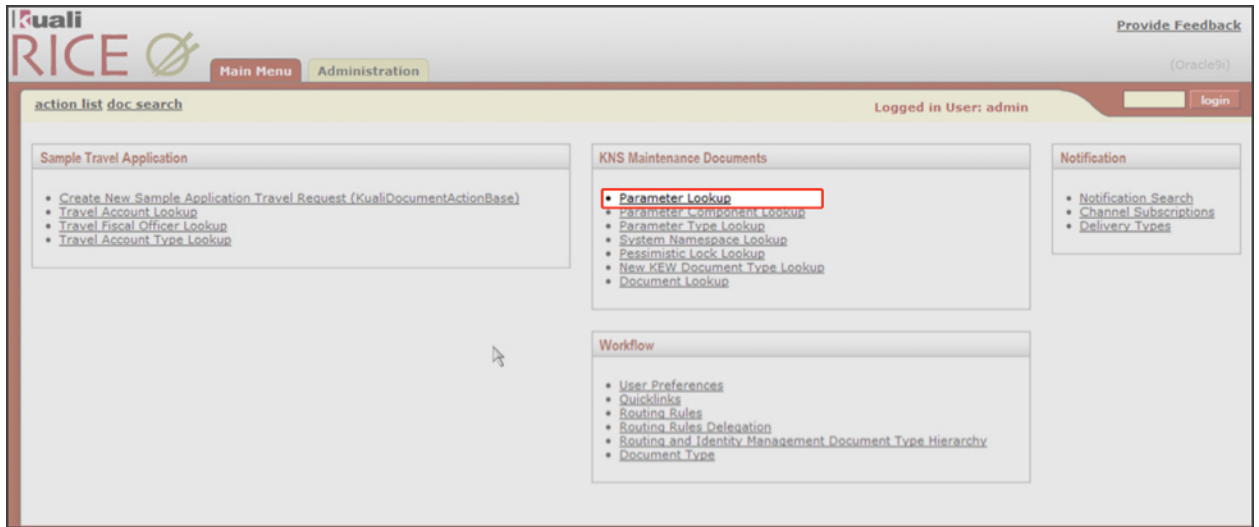 Kuali
RICE
Provide Feedback
Main Menu
Administration
(Oracle9i)
action list doc search
Logged in User: admin
login
Sample Travel Application
Create New Sample Application Travel Request (KualiDocumentActionBase)
Travel Account Lookup
Travel Fiscal Officer Lookup
Travel Account Type Lookup
KNS Maintenance Documents
Parameter Lookup
Parameter Component Lookup
Parameter Type Lookup
System Namespace Lookup
Pessimistic Lock Lookup
New KEW Document Type Lookup
Document Lookup
Notification
Notification Search
Channel Subscriptions
Delivery Types
Workflow
User Preferences
Quicklinks
Routing Rules
Routing Rules Delegation
Routing and Identity Management Document Type Hierarchy
Document Type